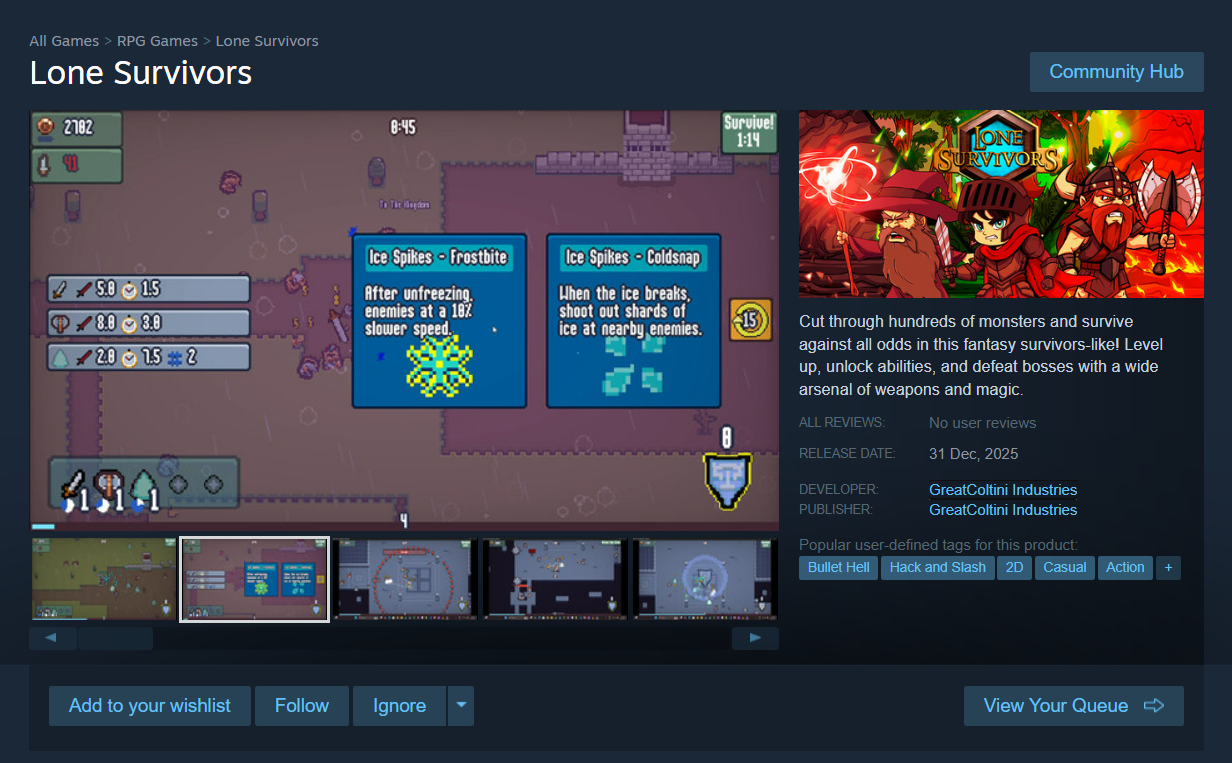 All Games > RPG Games > Lone Survivors
Lone Survivors
Community Hub
2702
8:45
Survive!
1:14
91
To The Kingdom
Ice Spikes - Frostbite
After unfreezing,
enemies at a 10%
slower speed.
Ice Spikes - Coldsnap
When the ice breaks,
shoot out shards of
ice at nearby enemies.
5.0 1.5
8.0 3.0
2.0 7.5 2
15
8
1 1 1
4
LONE
SURVIVORS
Cut through hundreds of monsters and survive
against all odds in this fantasy survivors-like! Level
up, unlock abilities, and defeat bosses with a wide
arsenal of weapons and magic.
ALL REVIEWS: No user reviews
RELEASE DATE: 31 Dec, 2025
DEVELOPER: GreatColtini Industries
PUBLISHER: GreatColtini Industries
Popular user-defined tags for this product:
Bullet Hell Hack and Slash 2D Casual Action +
Add to your wishlist Follow Ignore View Your Queue